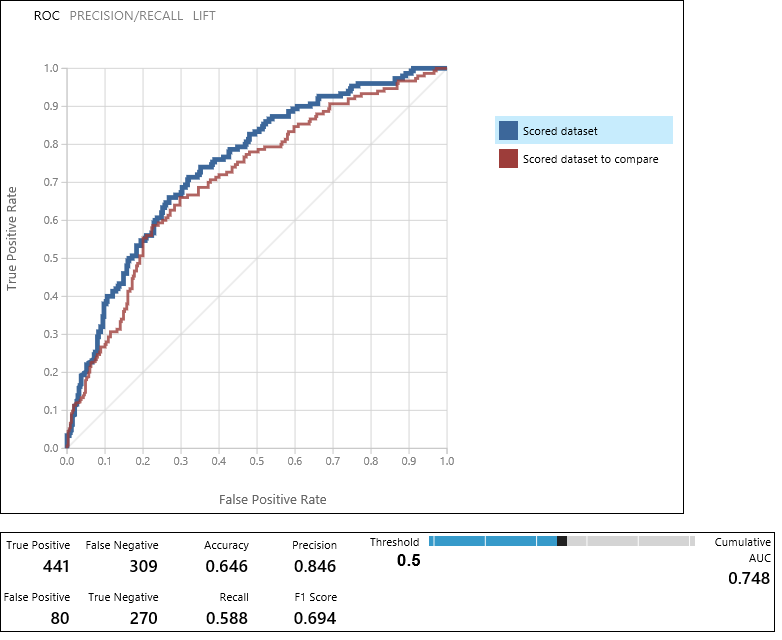 ROC PRECISION/RECALL LIFT
1.0
0.9
0.8
0.7
0.6
0.5
0.4
0.3
0.2
0.1
0.0
True Positive Rate
0.0 0.1 0.2 0.3 0.4 0.5 0.6 0.7 0.8 0.9 1.0
False Positive Rate
Scored dataset
Scored dataset to compare
True Positive False Negative Accuracy Precision Threshold Cumulative AUC
441 309 0.646 0.846 0.5 0.748
False Positive True Negative Recall F1 Score
80 270 0.588 0.694